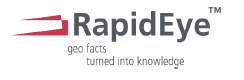 RapidEye™
geo facts
turned into knowledge